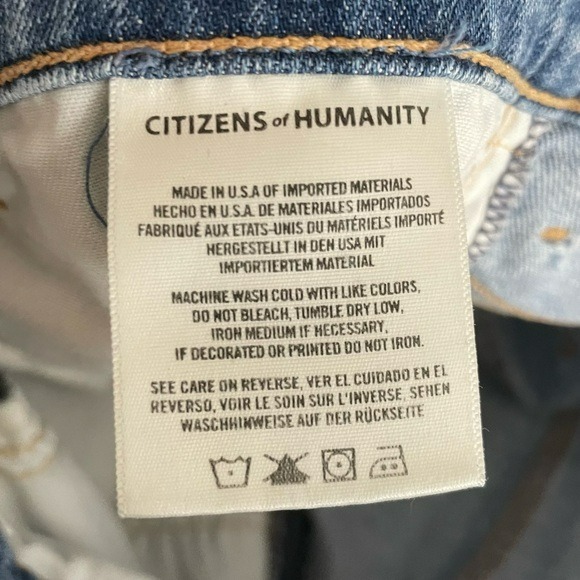 CITIZENS of HUMANITY
MADE IN U.S.A OF IMPORTED MATERIALS
HECHO EN U.S.A. DE MATERIALES IMPORTADOS
FABRIQUÉ AUX ETATS-UNIS DU MATÉRIELS IMPORTÉ
HERGESTELLT IN DEN USA MIT
IMPORTIERTEM MATERIAL
MACHINE WASH COLD WITH LIKE COLORS,
DO NOT BLEACH, TUMBLE DRY LOW,
IRON MEDIUM IF NECESSARY,
IF DECORATED OR PRINTED DO NOT IRON.
SEE CARE ON REVERSE, VER EL CUIDADO EN EL
REVERSO, VOIR LE SOIN SUR L'INVERSE, SEHEN
WASCHHINWEISE AUF DER RÜCKSEITE